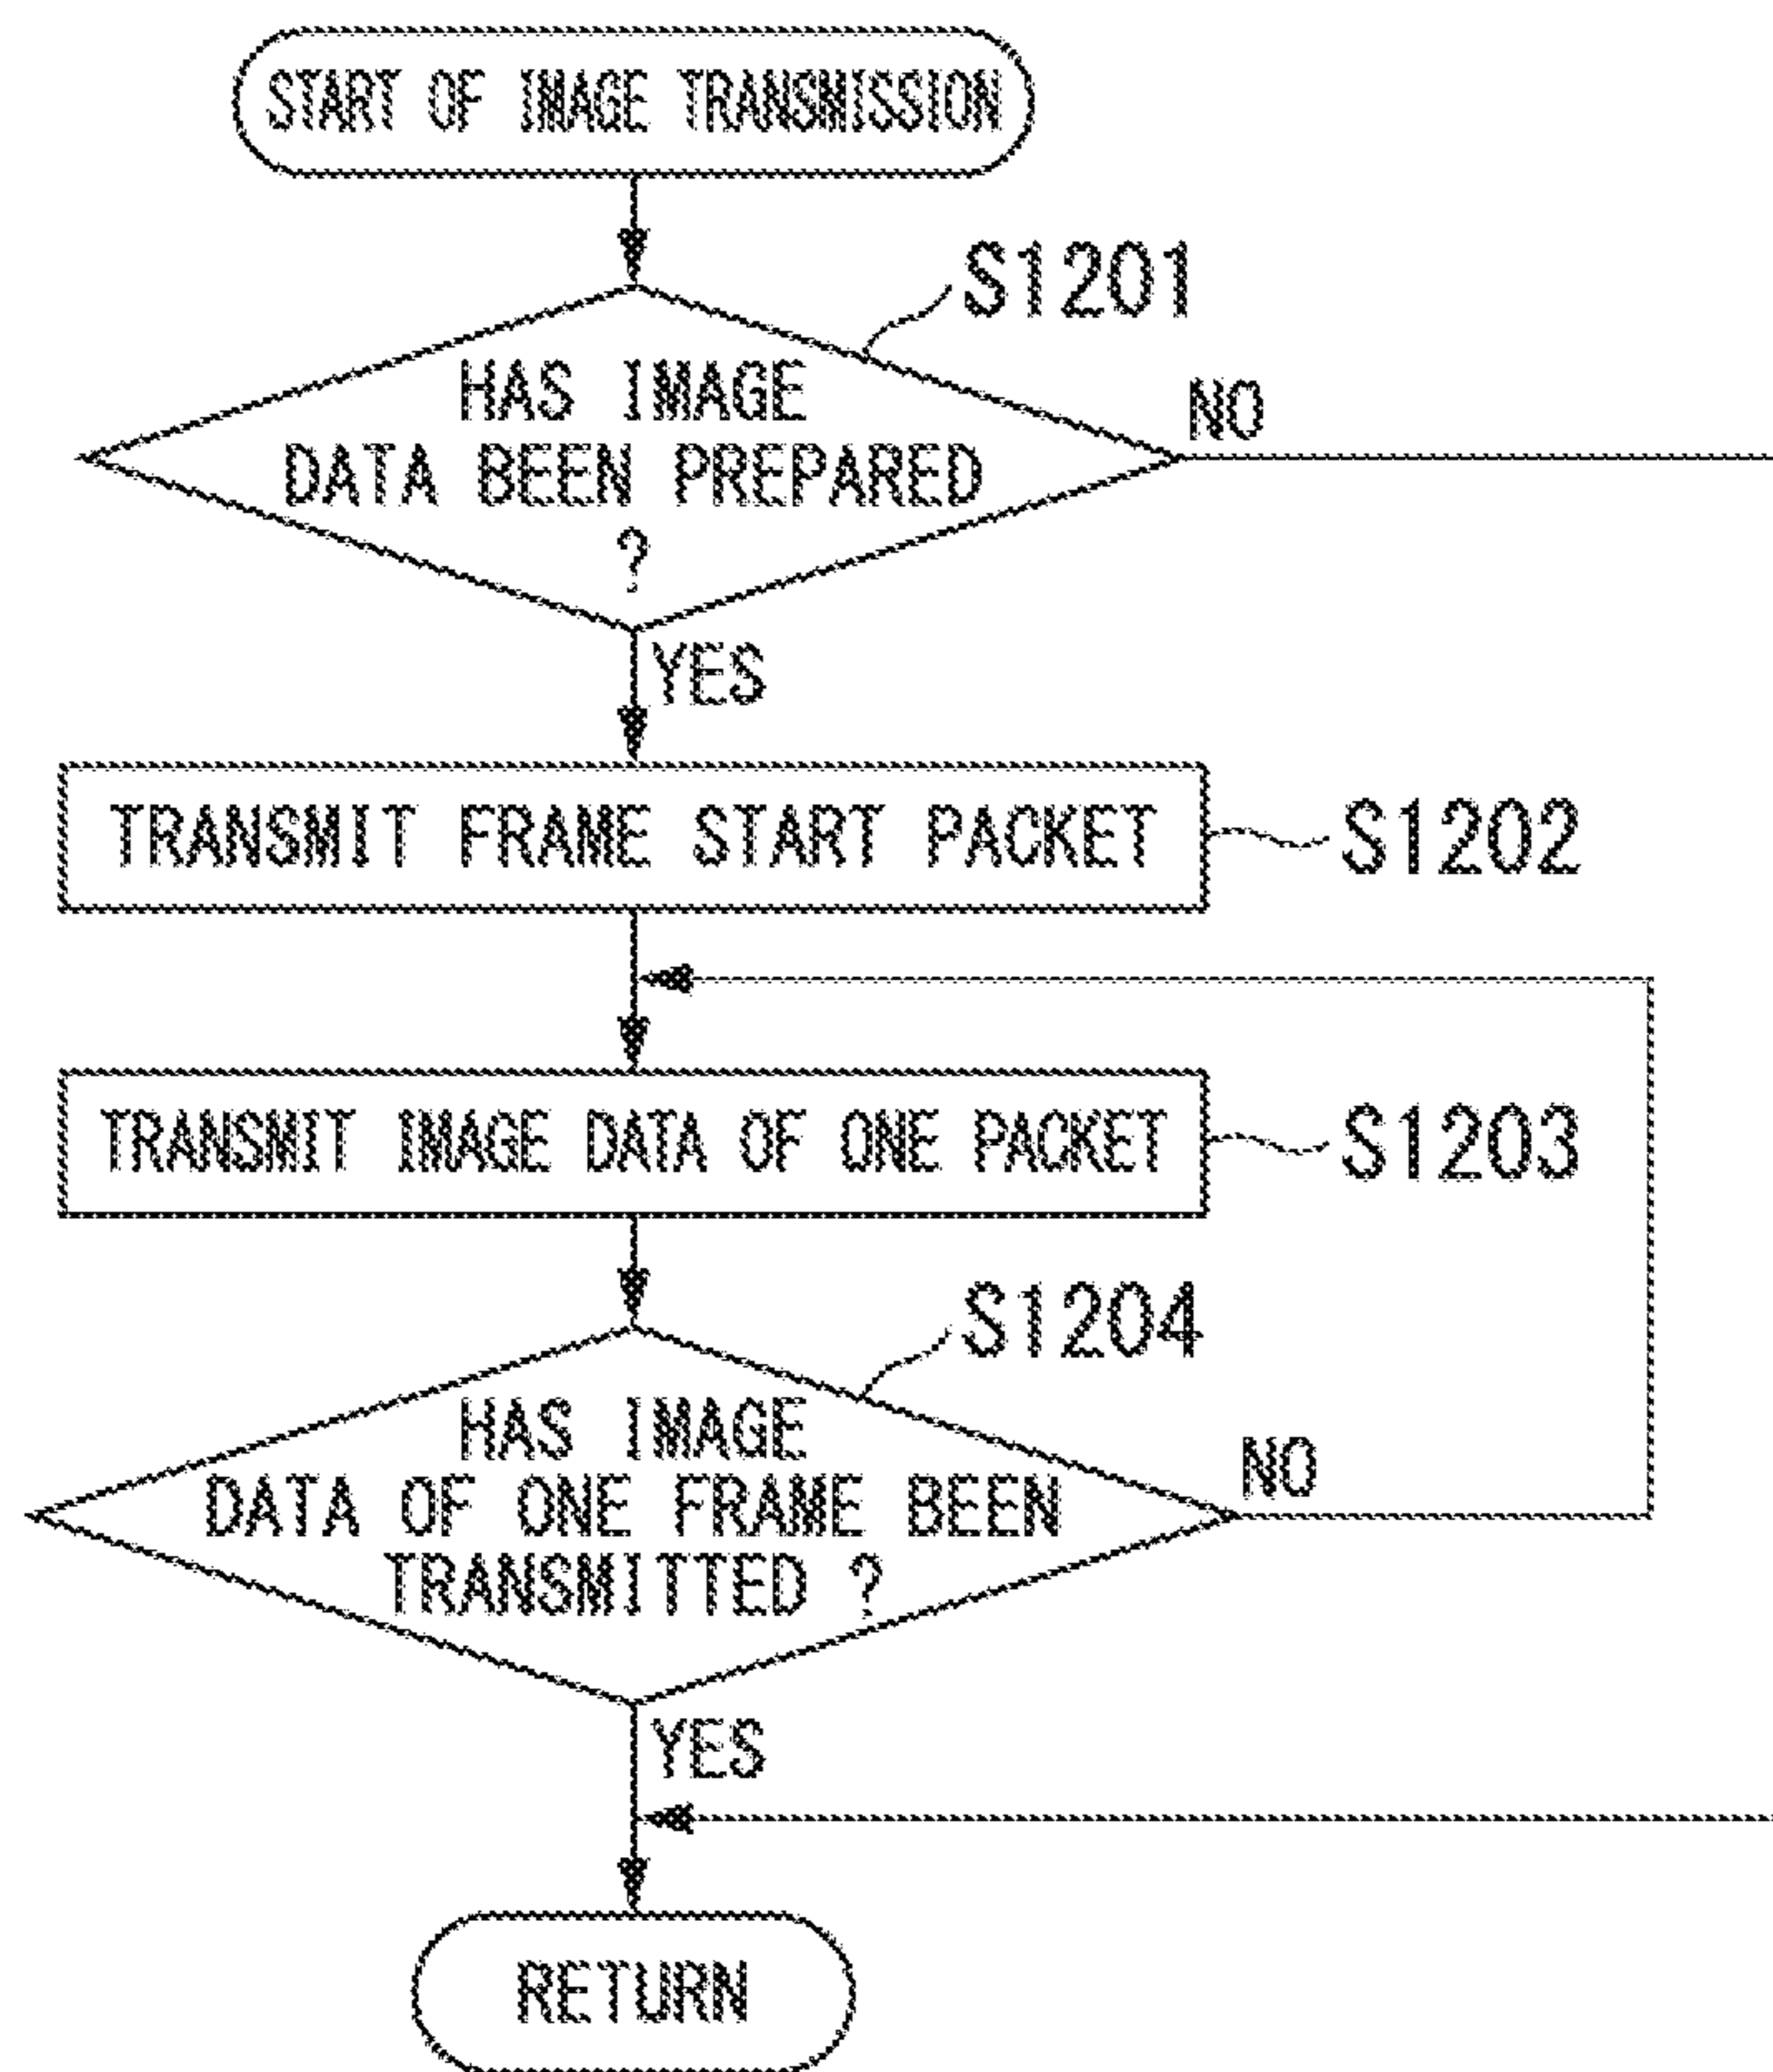 START OF IMAGE TRANSMISSION
S1201
HAS IMAGE
DATA BEEN PREPARED
?
NO
YES
TRANSMIT FRAME START PACKET
S1202
TRANSMIT IMAGE DATA OF ONE PACKET
S1203
S1204
HAS IMAGE
DATA OF ONE FRAME BEEN
TRANSMITTED ?
NO
YES
RETURN